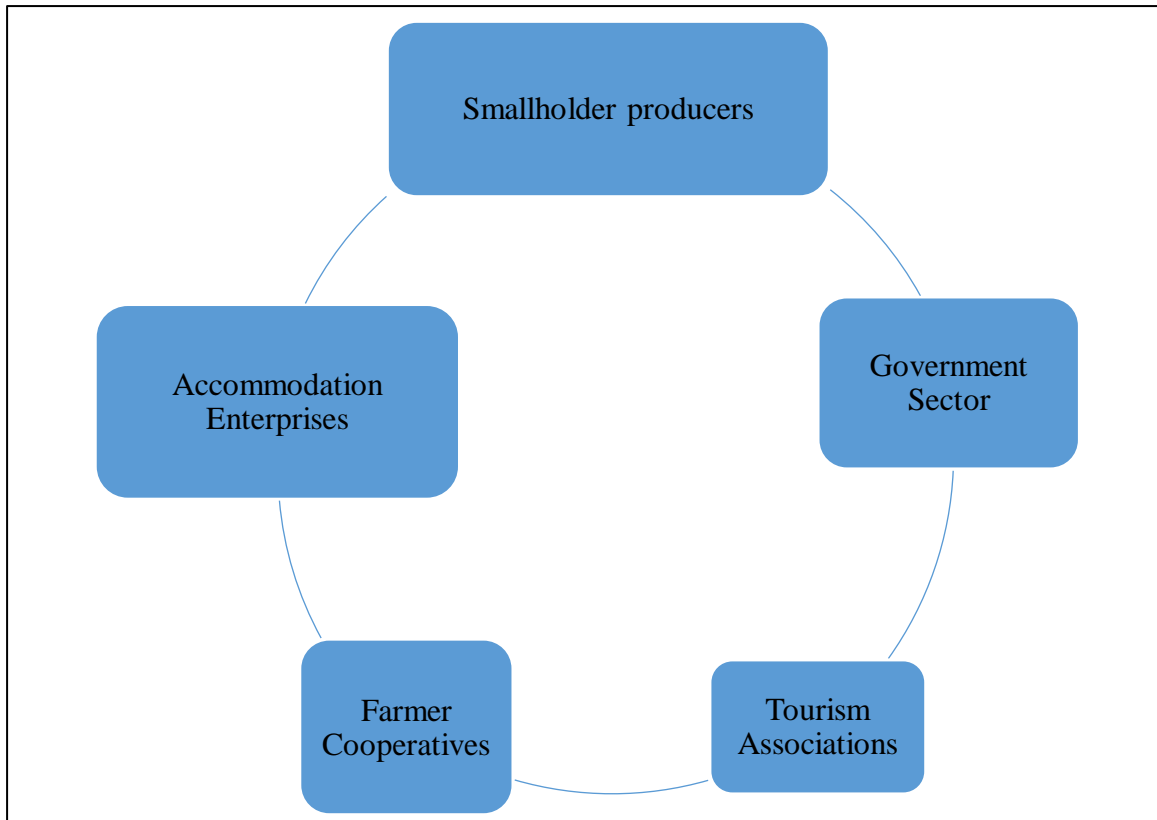 Smallholder producers
Accommodation
Enterprises
Government
Sector
Farmer
Cooperatives
Tourism
Associations